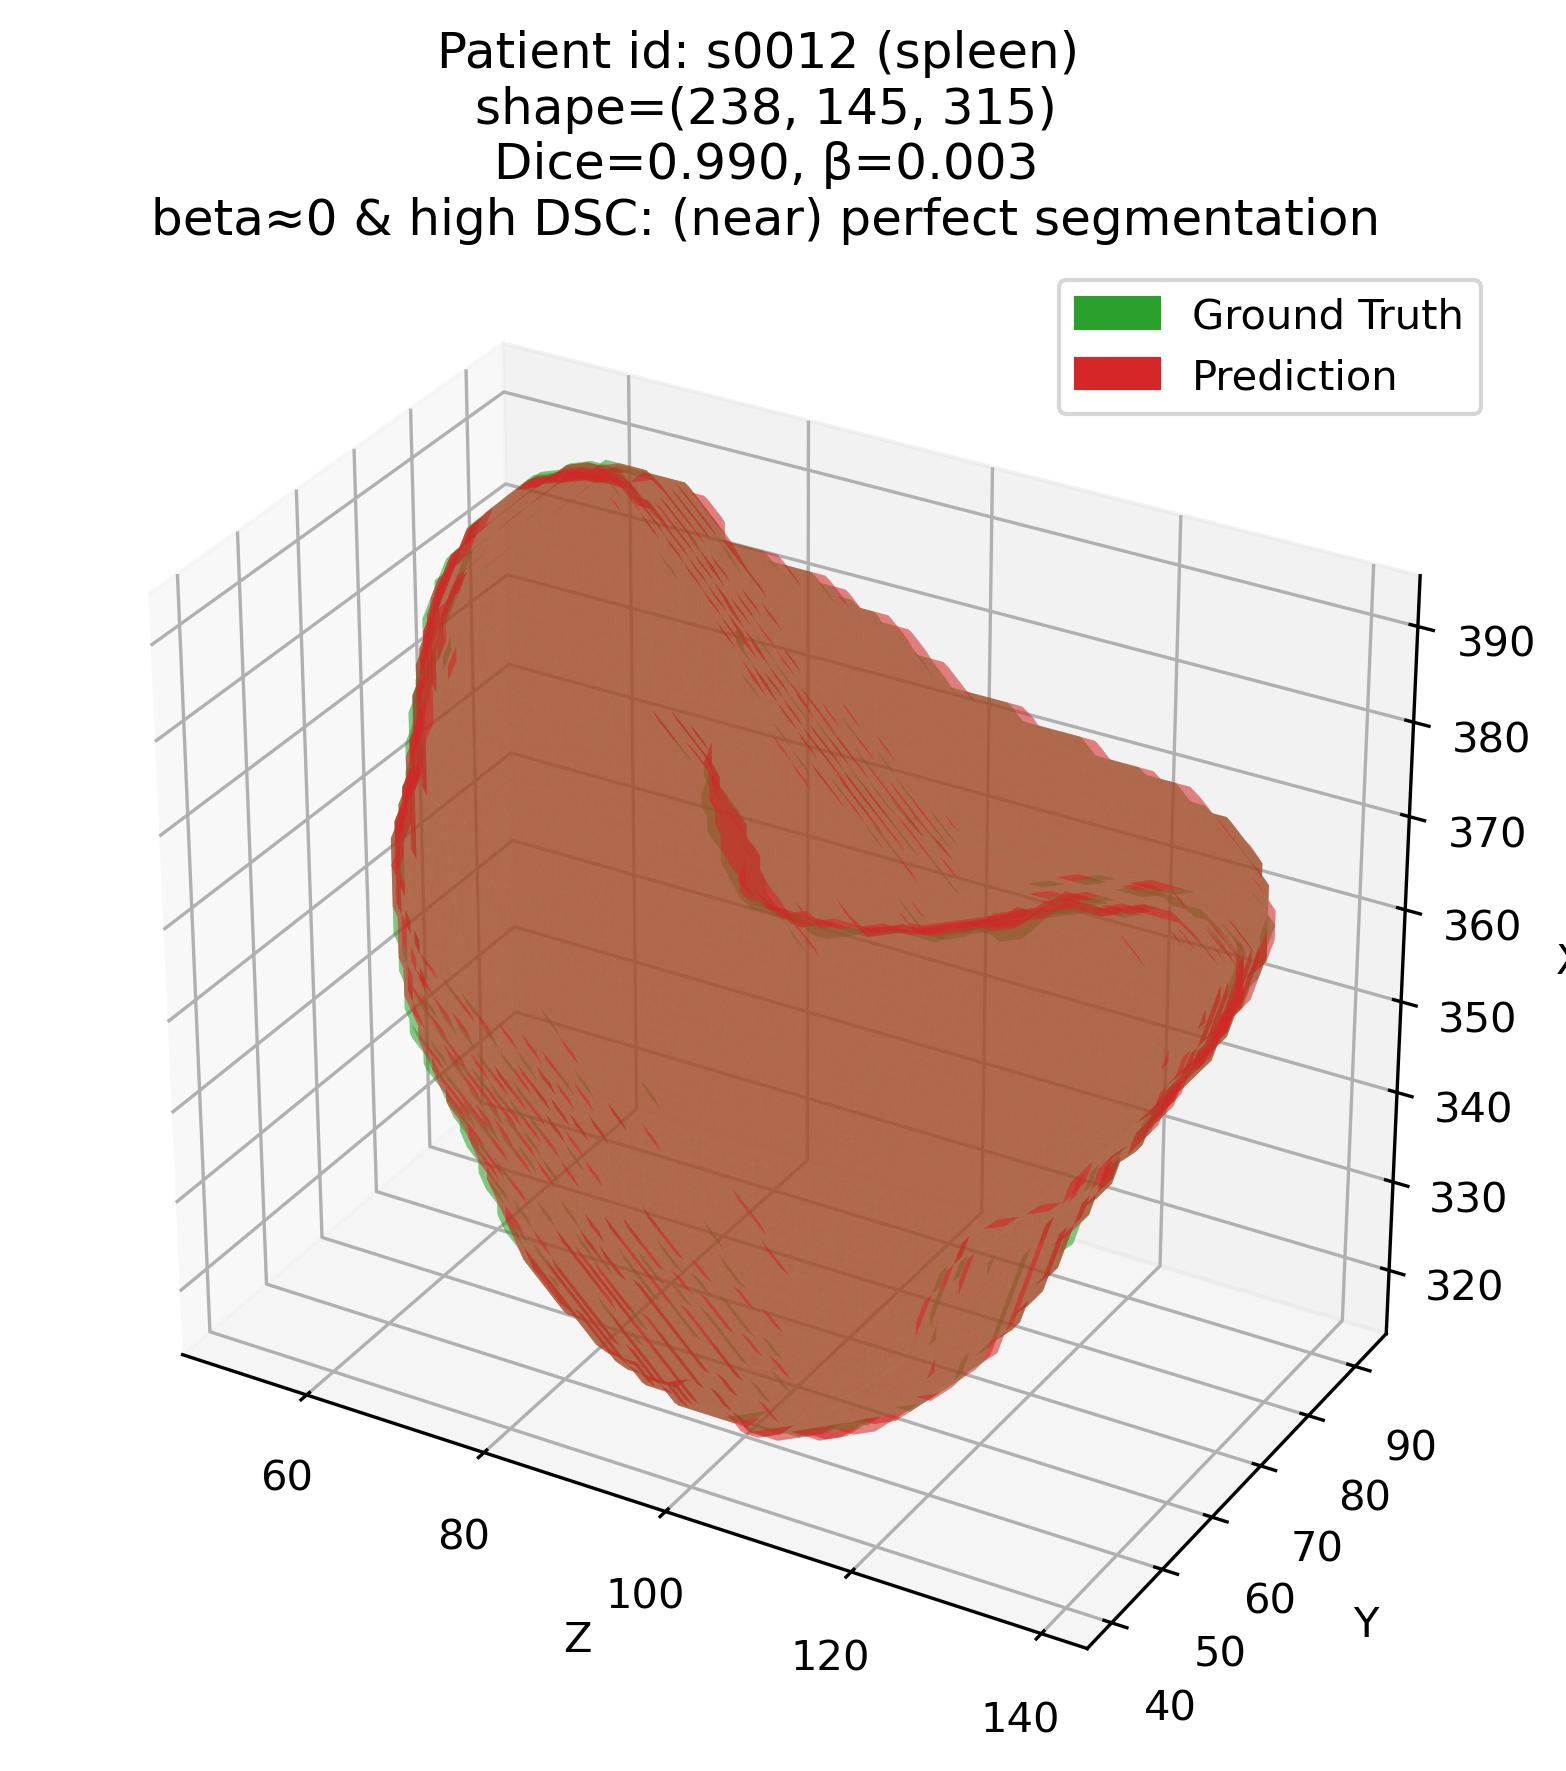 Patient id: s0012 (spleen)
shape=(238, 145, 315)
Dice=0.990, β=0.003
beta≈0 & high DSC: (near) perfect segmentation
Ground Truth
Prediction
390
380
370
360
350
340
330
320
X
90
80
70
60
50
40
Y
60
80
100
120
140
Z